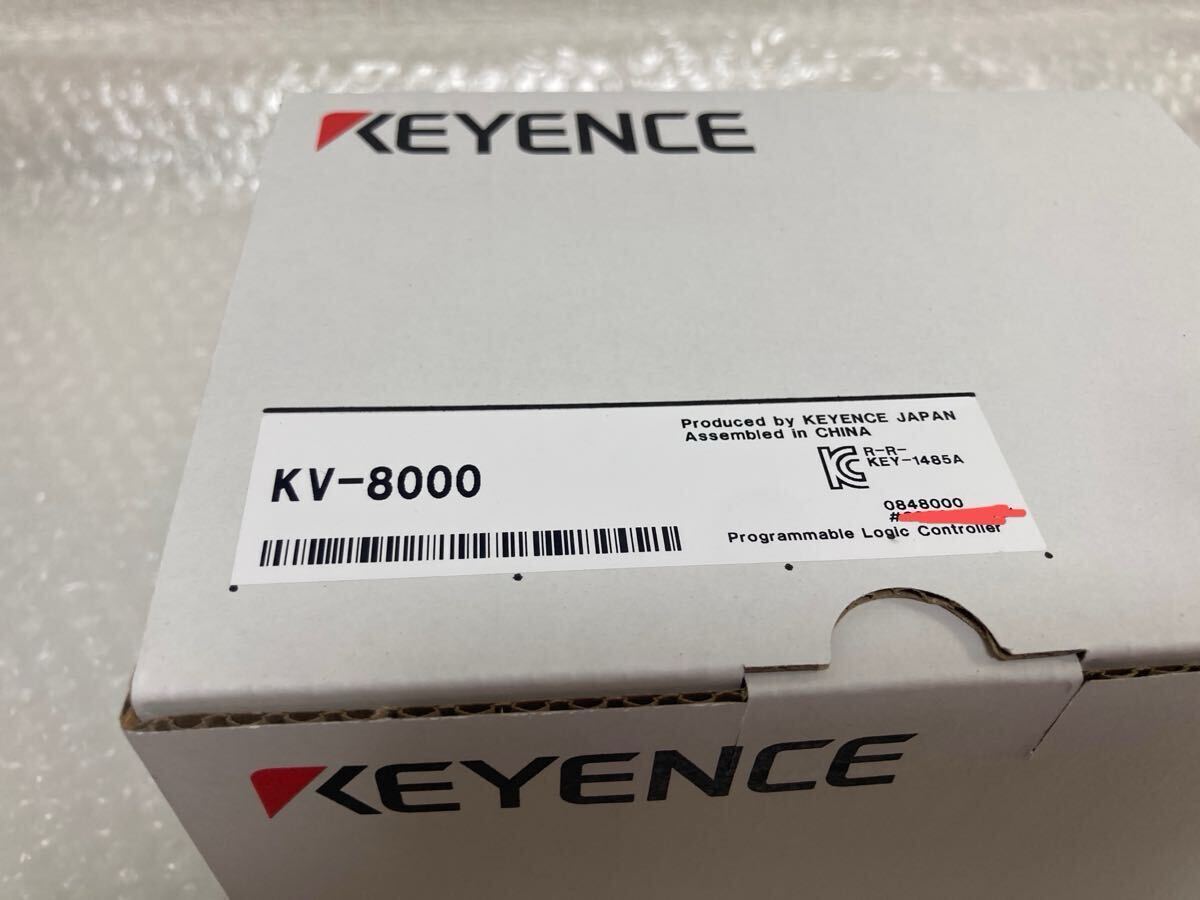 KEYENCE
Produced by KEYENCE JAPAN
Assembled in CHINA
KV-8000
R-R-
KEY-1485A
0848000
#
Programmable Logic Controller
KEYENCE